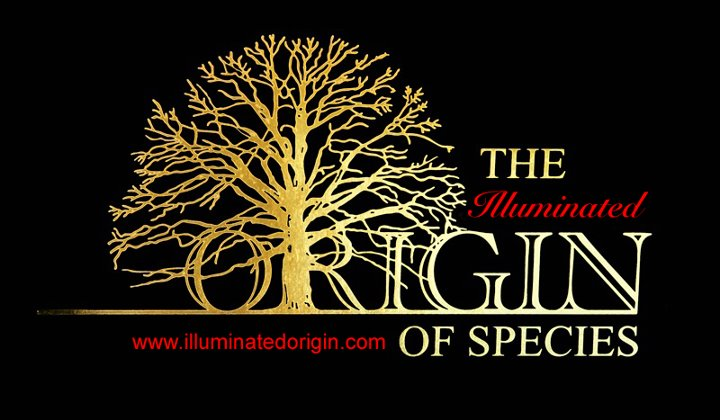 THE
Illuminated
ORIGIN
OF SPECIES
www.illuminatedorigin.com